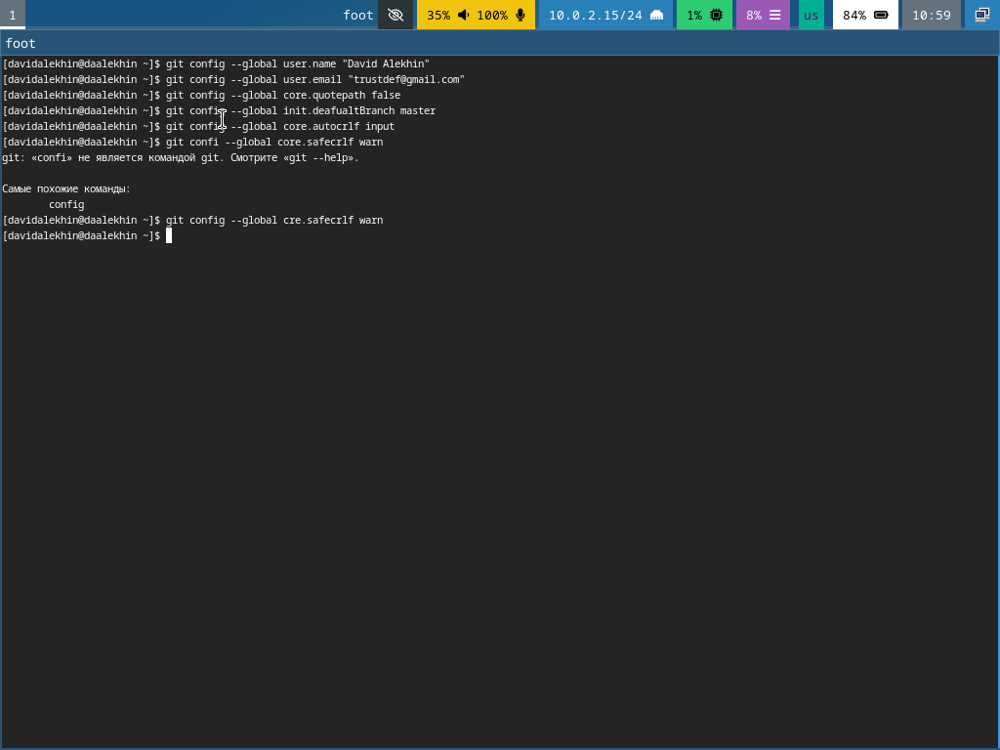 1 foot 35% 100% 10.0.2.15/24 1% 8% us 84% 10:59
foot
[davidalekhin@daalekhin ~]$ git config --global user.name "David Alekhin"
[davidalekhin@daalekhin ~]$ git config --global user.email "trustdef@gmail.com"
[davidalekhin@daalekhin ~]$ git config --global core.quotepath false
[davidalekhin@daalekhin ~]$ git config --global init.deafualtBranch master
[davidalekhin@daalekhin ~]$ git config --global core.autocrlf input
[davidalekhin@daalekhin ~]$ git confi --global core.safecrlf warn
git: «confi» не является командой git. Смотрите «git --help».
Самые похожие команды:
config
[davidalekhin@daalekhin ~]$ git config --global cre.safecrlf warn
[davidalekhin@daalekhin ~]$